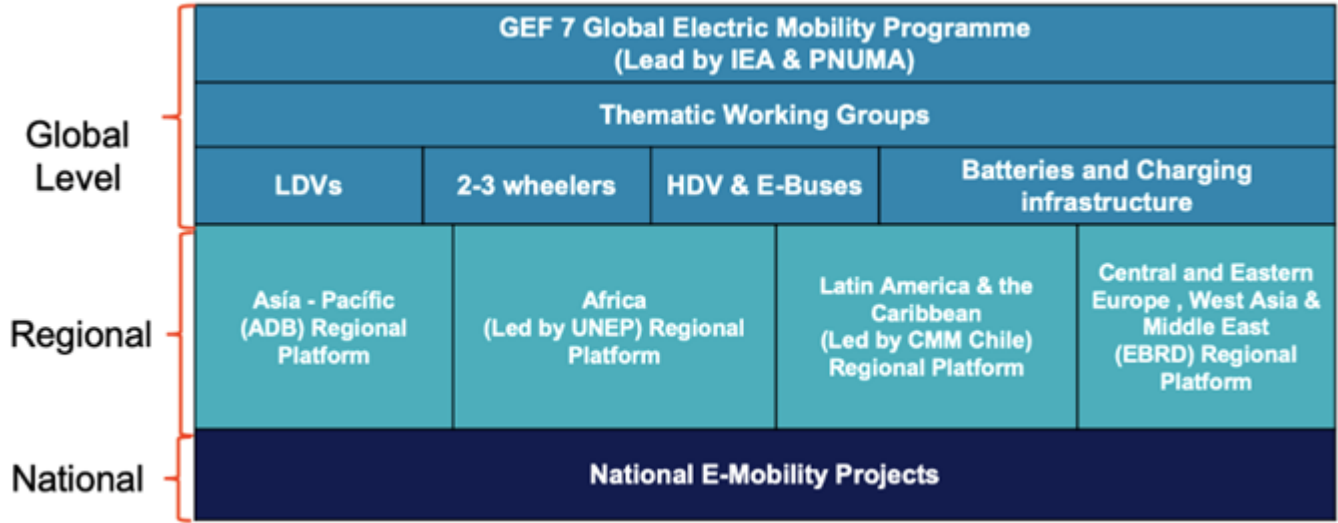 GEF 7 Global Electric Mobility Programme
(Lead by IEA & PNUMA)
Thematic Working Groups
Global
Level
LDVs
2-3 wheelers
HDV & E-Buses
Batteries and Charging
infrastructure
Regional
Asía - Pacífic
(ADB) Regional
Platform
Africa
(Led by UNEP) Regional
Platform
Latin America & the
Caribbean
(Led by CMM Chile)
Regional Platform
Central and Eastern
Europe , West Asia &
Middle East
(EBRD) Regional
Platform
National
National E-Mobility Projects